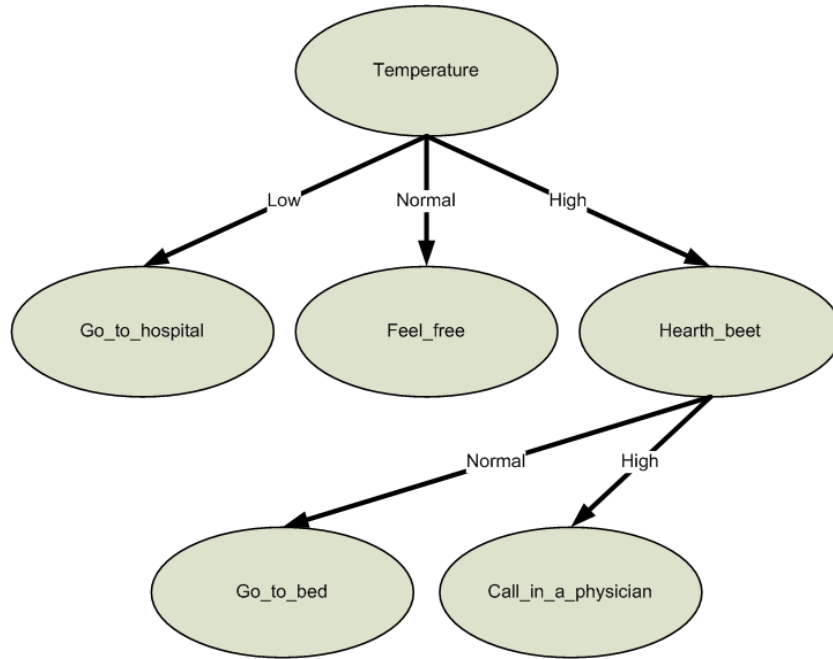 Temperature
Low
Normal
High
Go_to_hospital
Feel_free
Hearth_beet
Normal
High
Go_to_bed
Call_in_a_physician